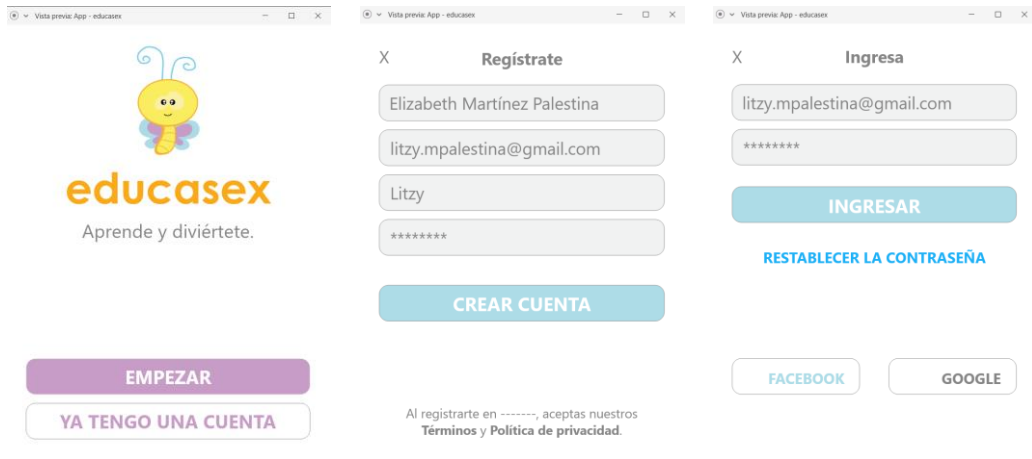 Vista previa: App - educasex
educasex
Aprende y diviértete.
EMPEZAR
YA TENGO UNA CUENTA
Vista previa: App - educasex
X
Regístrate
Elizabeth Martínez Palestina
litzy.mpalestina@gmail.com
Litzy
********
CREAR CUENTA
Al registrarte en -------, aceptas nuestros
Términos y Política de privacidad.
Vista previa: App - educasex
X
Ingresa
litzy.mpalestina@gmail.com
********
INGRESAR
RESTABLECER LA CONTRASEÑA
FACEBOOK
GOOGLE